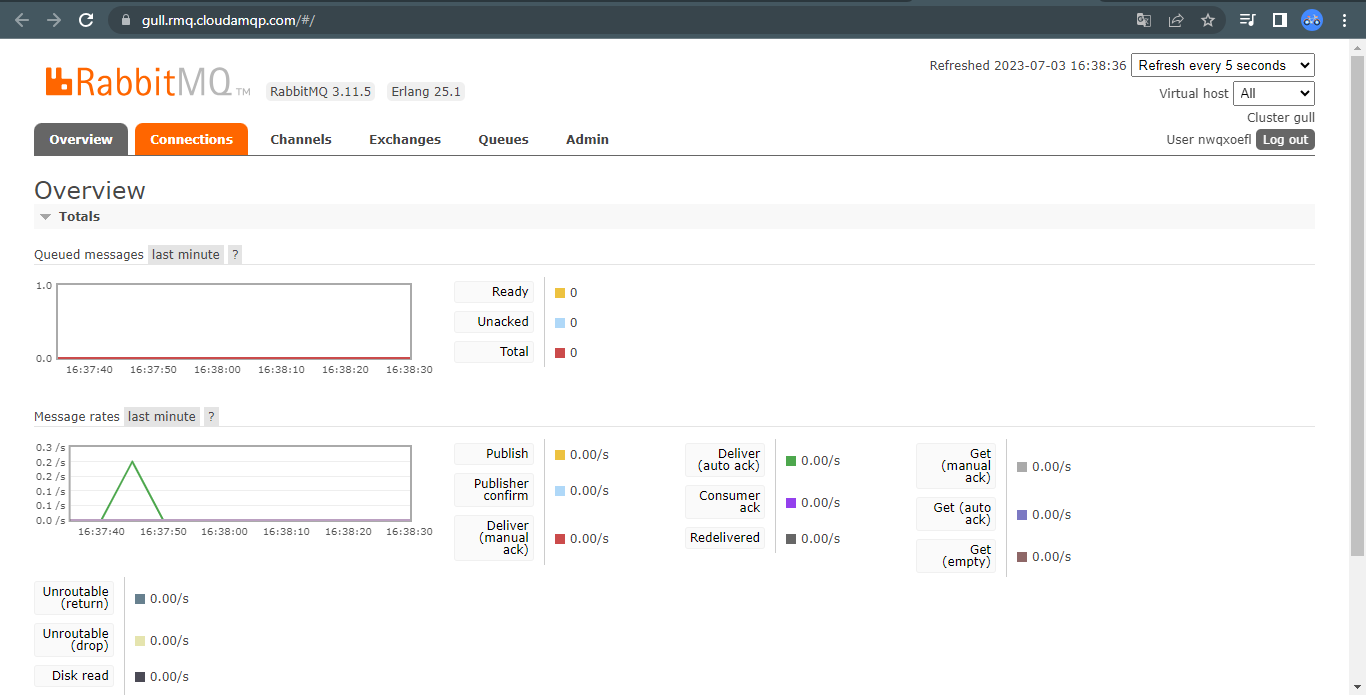 gull.rmq.cloudamqp.com/#/
Refreshed 2023-07-03 16:38:36 Refresh every 5 seconds
RabbitMQ TM RabbitMQ 3.11.5 Erlang 25.1
Virtual host All
Cluster gull
User nwqxoefl Log out
Overview Connections Channels Exchanges Queues Admin
Overview
Totals
Queued messages last minute ?
1.0
0.0
16:37:40 16:37:50 16:38:00 16:38:10 16:38:20 16:38:30
Ready 0
Unacked 0
Total 0
Message rates last minute ?
0.3 /s
0.2 /s
0.2 /s
0.1 /s
0.1 /s
0.0 /s
16:37:40 16:37:50 16:38:00 16:38:10 16:38:20 16:38:30
Publish 0.00/s
Publisher
confirm 0.00/s
Deliver
(manual
ack) 0.00/s
Deliver
(auto ack) 0.00/s
Consumer
ack 0.00/s
Redelivered 0.00/s
Get
(manual
ack) 0.00/s
Get (auto
ack) 0.00/s
Get
(empty) 0.00/s
Unroutable
(return) 0.00/s
Unroutable
(drop) 0.00/s
Disk read 0.00/s